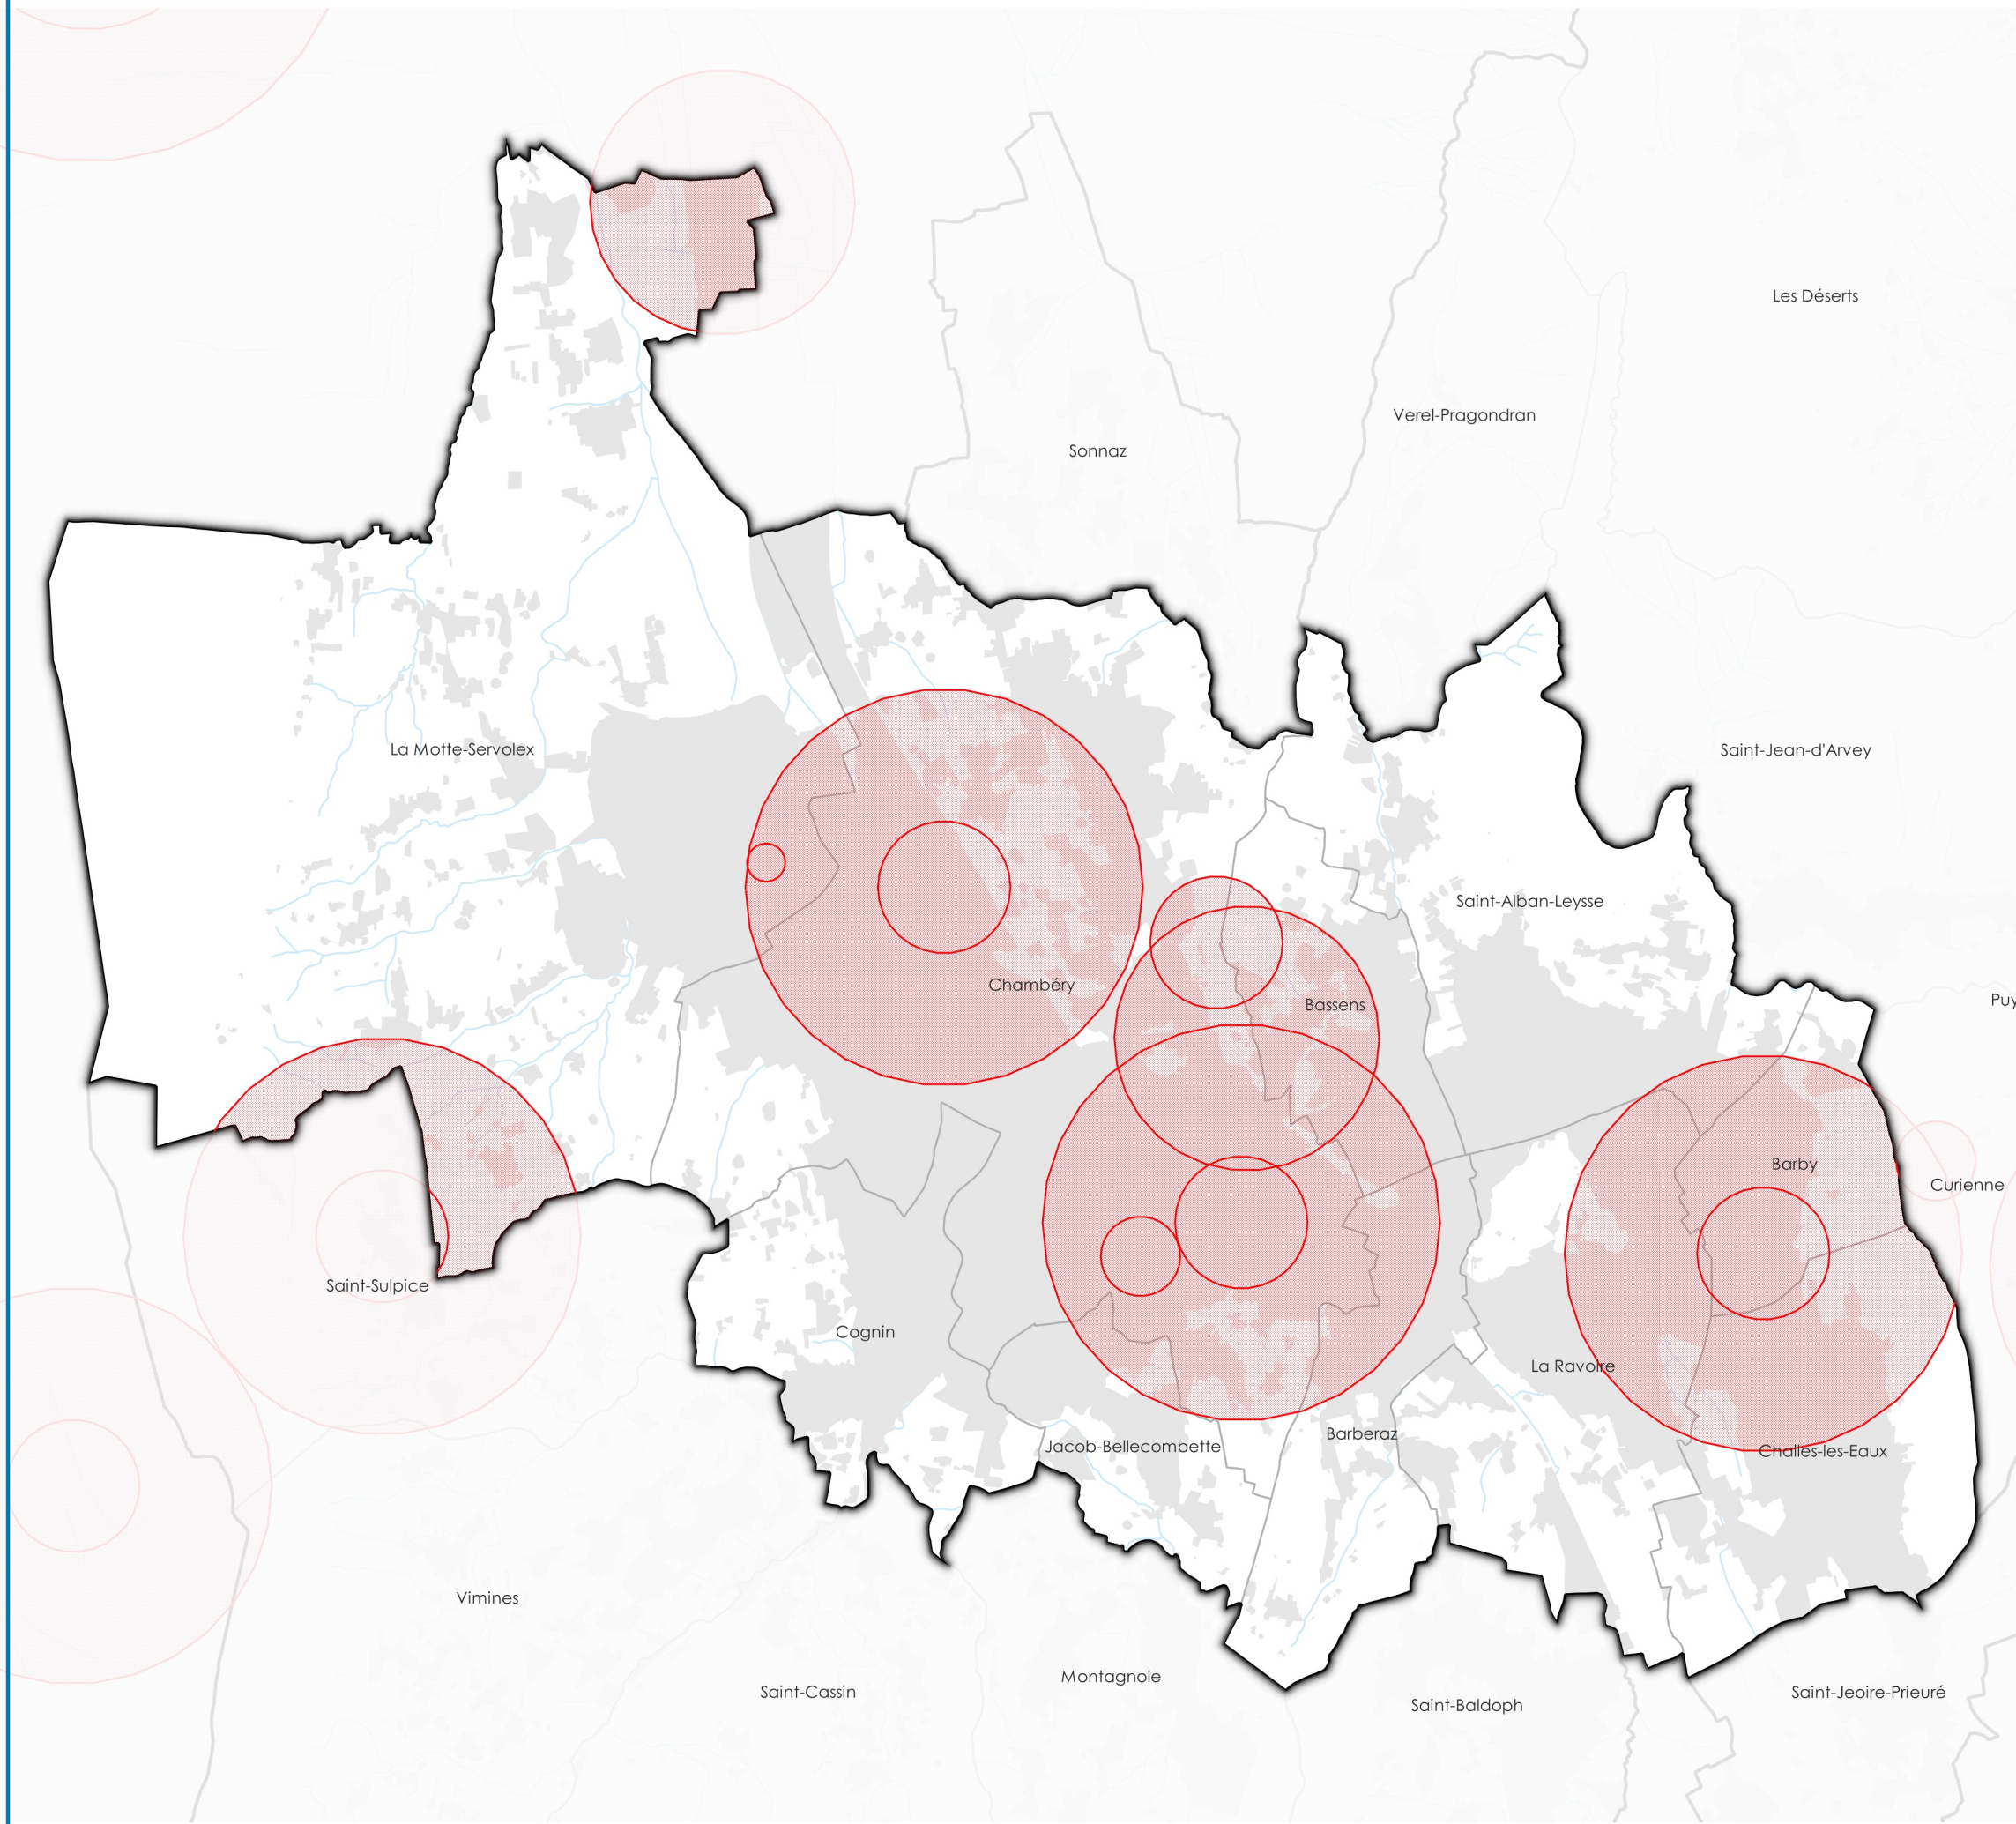 Les Déserts
Verel-Pragondran
Sonnaz
La Motte-Servolex
Saint-Jean-d'Arvey
Saint-Alban-Leysse
Chambéry
Puy
Bassens
Barby
Curienne
Saint-Sulpice
Cognin
La Ravoire
Barberaz
Jacob-Bellecombette
Challes-les-Eaux
Vimines
Montagnole
Saint-Cassin
Saint-Jeoire-Prieuré
Saint-Baldoph